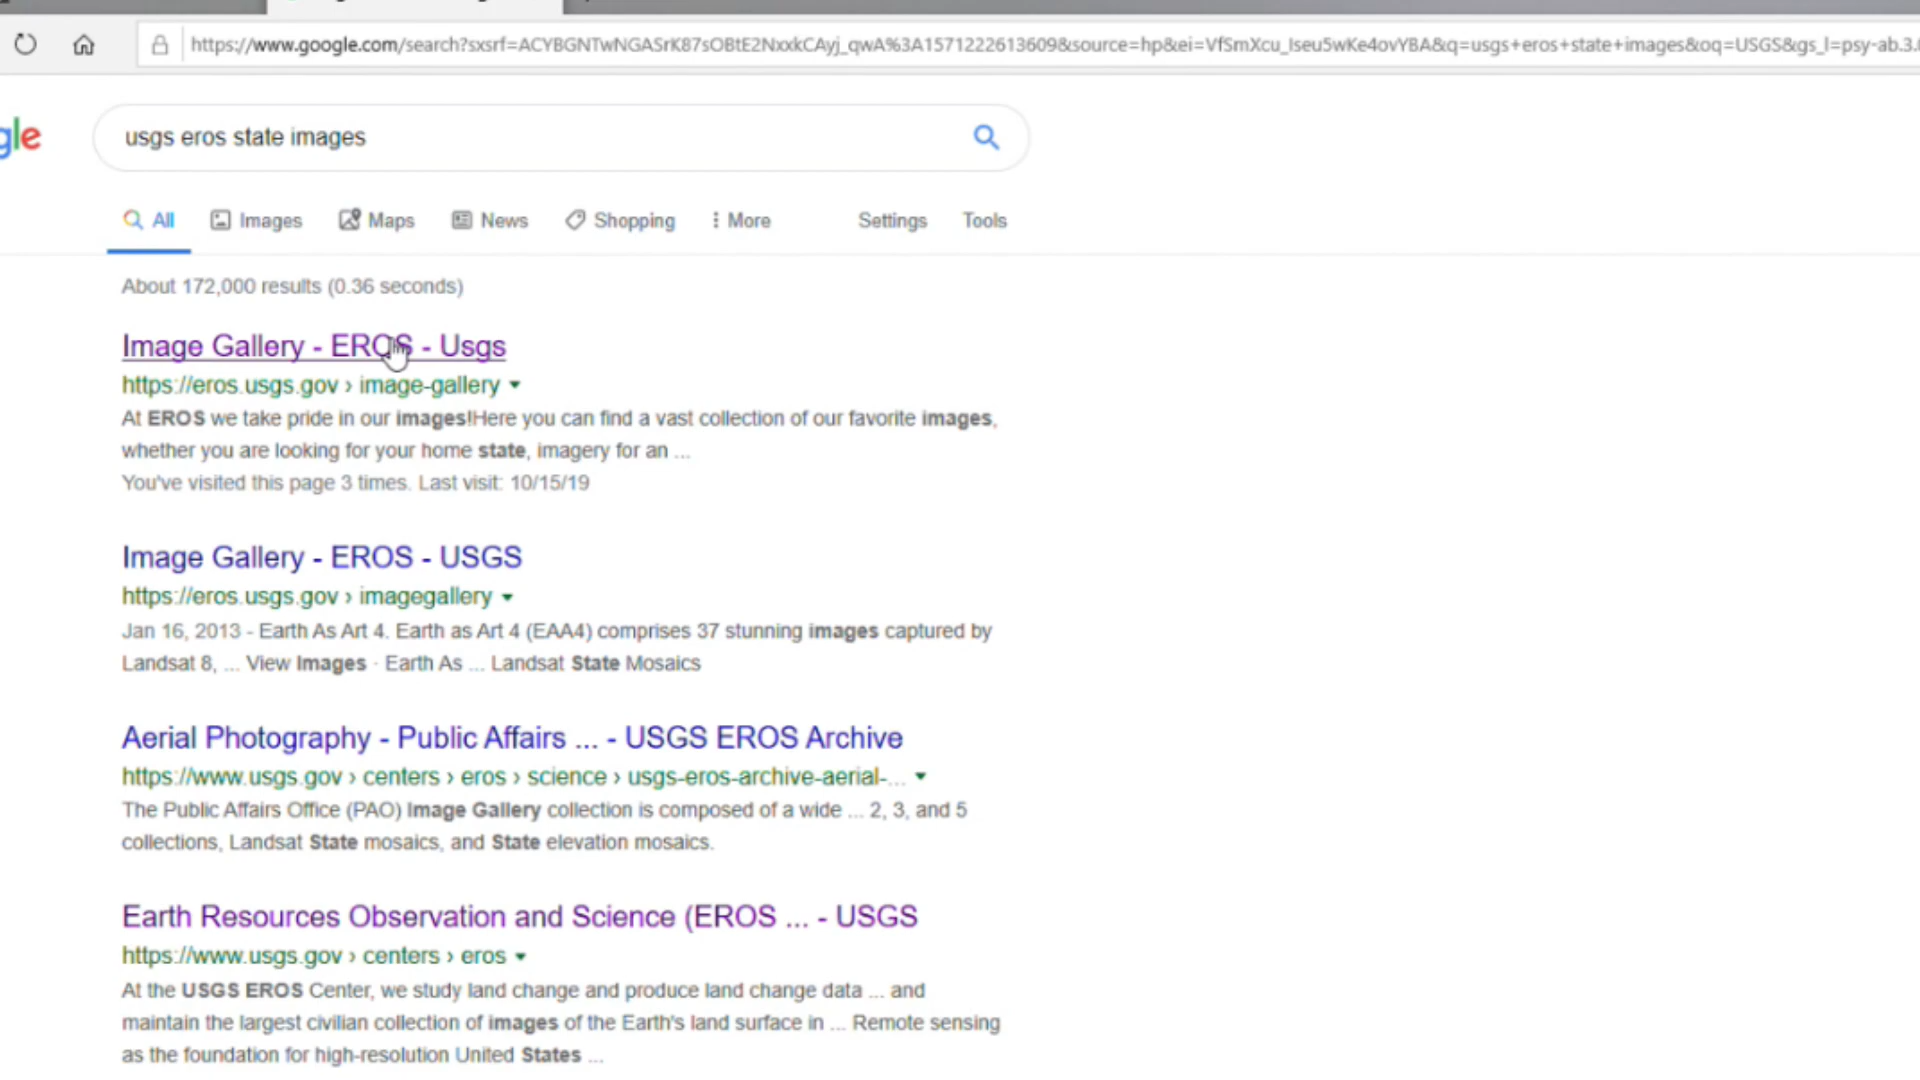 https://www.google.com/search?sxsrf=ACYBGNTwNGASrK87sOBtE2NxxkCAyj_qwA%3A1571222613609&source=hp&ei=VfSmXcu_Iseu5wKe4ovYBA&q=usgs+eros+state+images&oq=USGS&gs_l=psy-ab.3.
gle
usgs eros state images
All Images Maps News Shopping More Settings Tools
About 172,000 results (0.36 seconds)
Image Gallery - EROS - Usgs
https://eros.usgs.gov › image-gallery
At EROS we take pride in our images!Here you can find a vast collection of our favorite images,
whether you are looking for your home state, imagery for an ...
You've visited this page 3 times. Last visit: 10/15/19
Image Gallery - EROS - USGS
https://eros.usgs.gov › imagegallery
Jan 16, 2013 - Earth As Art 4. Earth as Art 4 (EAA4) comprises 37 stunning images captured by
Landsat 8, ... View Images · Earth As ... Landsat State Mosaics
Aerial Photography - Public Affairs ... - USGS EROS Archive
https://www.usgs.gov › centers › eros › science › usgs-eros-archive-aerial-...
The Public Affairs Office (PAO) Image Gallery collection is composed of a wide ... 2, 3, and 5
collections, Landsat State mosaics, and State elevation mosaics.
Earth Resources Observation and Science (EROS ... - USGS
https://www.usgs.gov › centers › eros
At the USGS EROS Center, we study land change and produce land change data ... and
maintain the largest civilian collection of images of the Earth's land surface in ... Remote sensing
as the foundation for high-resolution United States ...